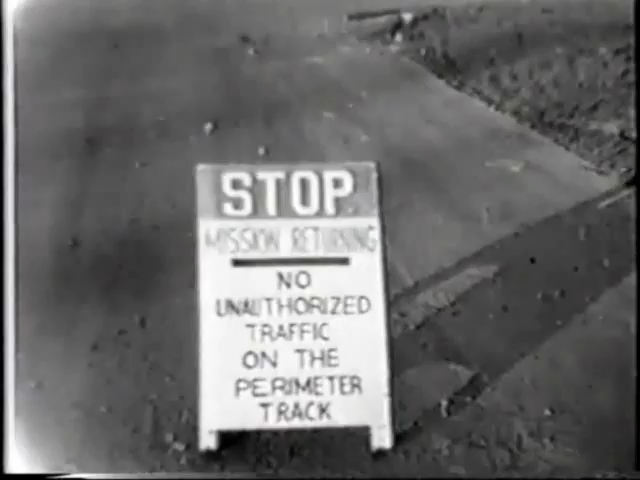 STOP
MISSION RETURNING
NO
UNAUTHORIZED
TRAFFIC
ON THE
PERIMETER
TRACK